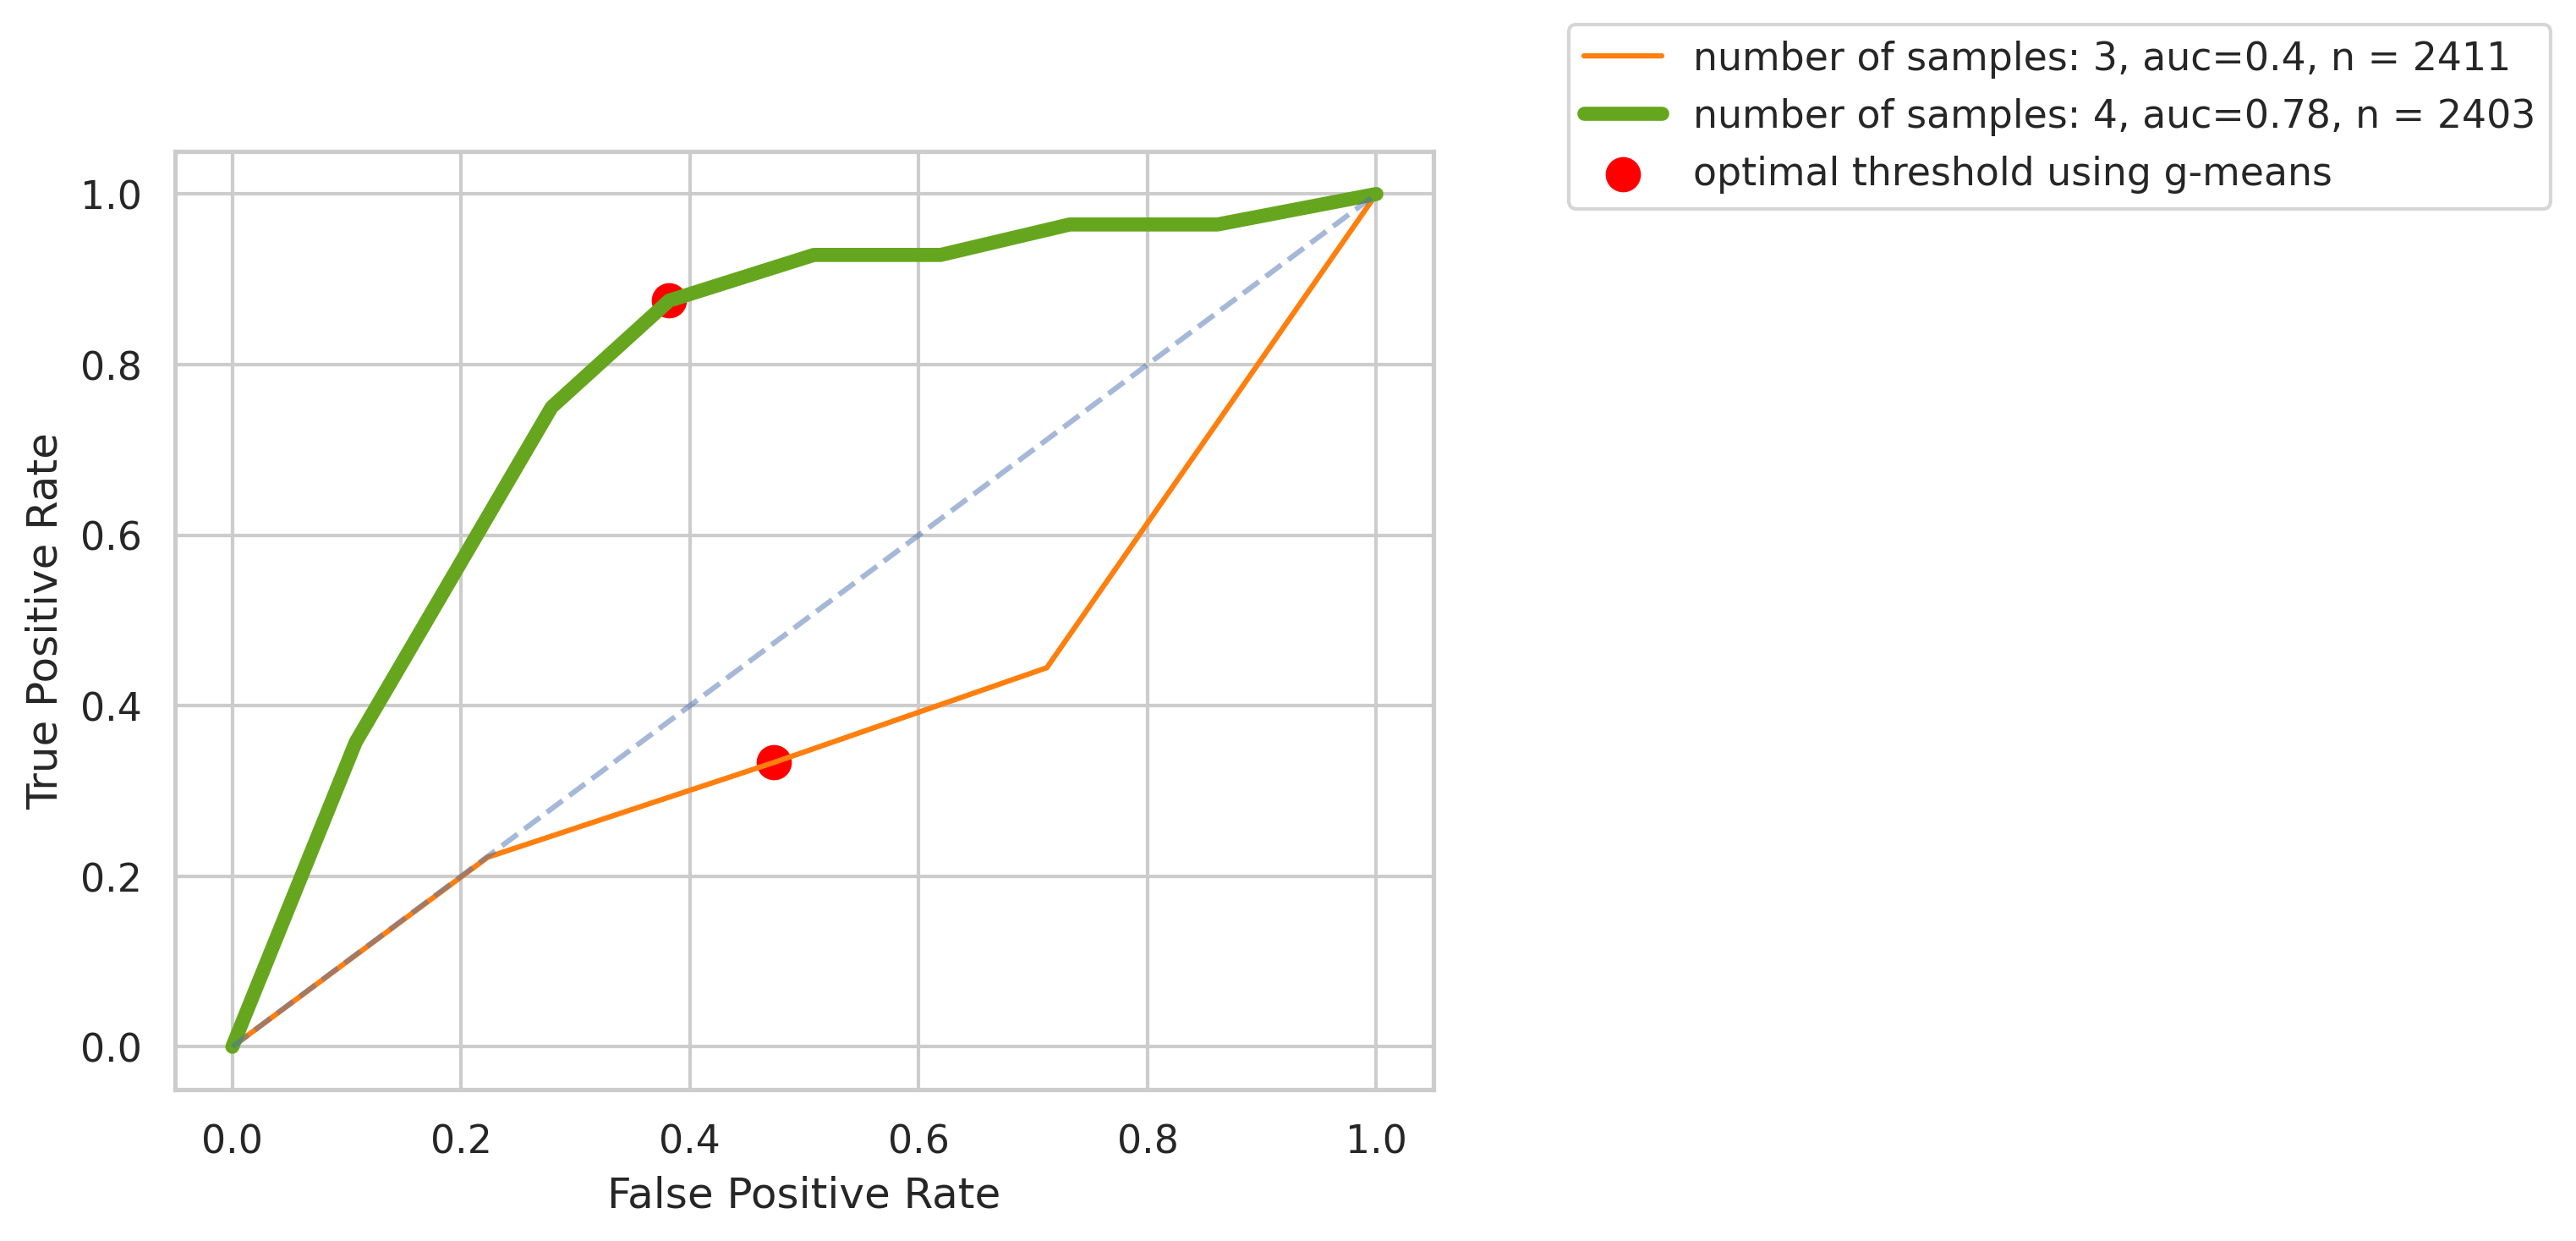 number of samples: 3, auc=0.4, n = 2411
number of samples: 4, auc=0.78, n = 2403
optimal threshold using g-means
1.0
0.8
0.6
0.4
0.2
0.0
True Positive Rate
0.0 0.2 0.4 0.6 0.8 1.0
False Positive Rate